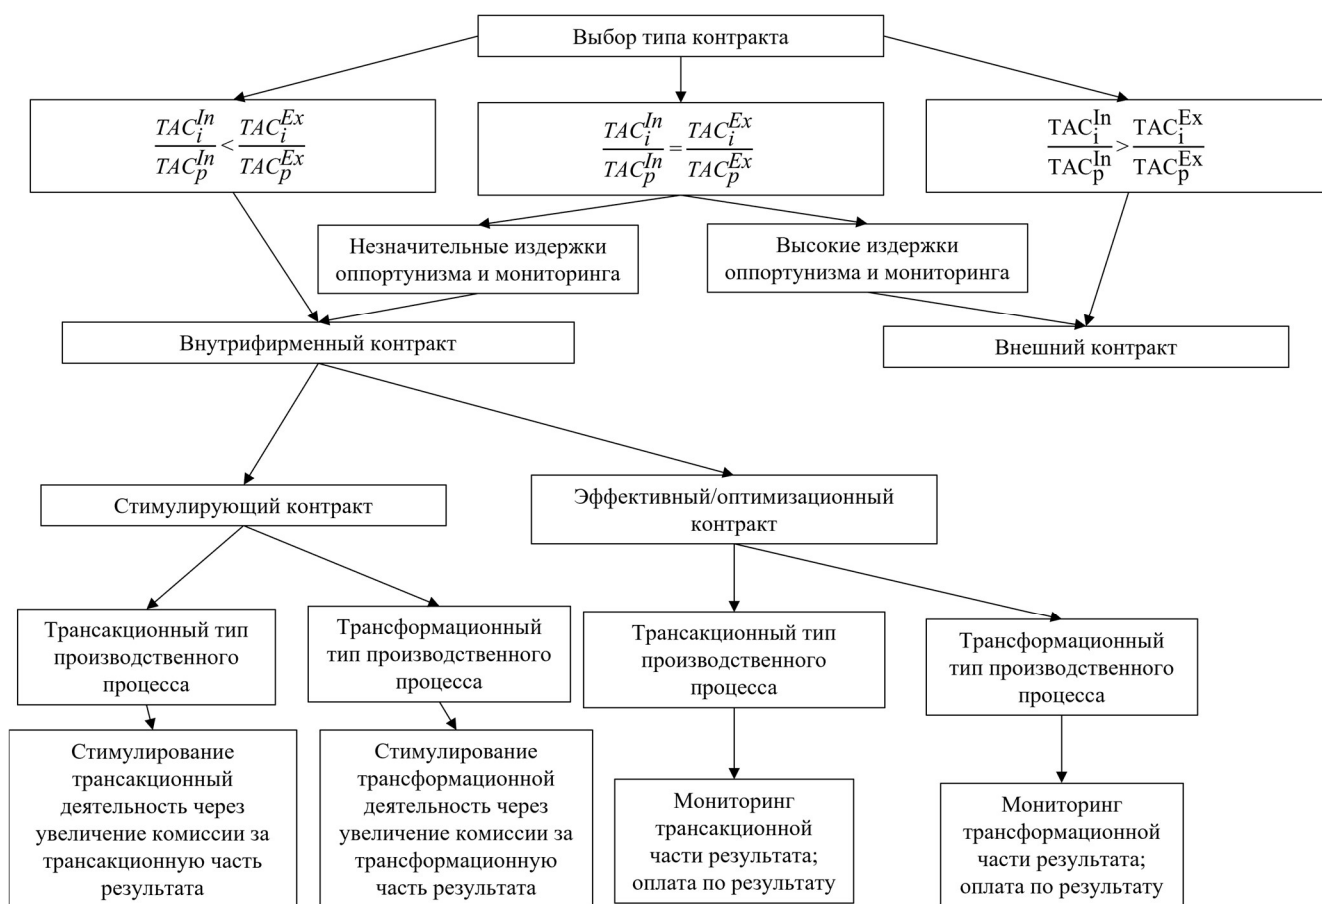 Выбор типа контракта
TAC_i^{In}/TAC_p^{In} < TAC_i^{Ex}/TAC_p^{Ex}
TAC_i^{In}/TAC_p^{In} = TAC_i^{Ex}/TAC_p^{Ex}
TAC_i^{In}/TAC_p^{In} > TAC_i^{Ex}/TAC_p^{Ex}
Незначительные издержки
оппортунизма и мониторинга
Высокие издержки
оппортунизма и мониторинга
Внутрифирменный контракт
Внешний контракт
Стимулирующий контракт
Эффективный/оптимизационный
контракт
Трансакционный тип
производственного
процесса
Трансформационный
тип производственного
процесса
Трансакционный тип
производственного
процесса
Трансформационный
тип производственного
процесса
Стимулирование
трансакционный
деятельность через
увеличение комиссии за
трансакционную часть
результата
Стимулирование
трансформационной
деятельность через
увеличение комиссии за
трансформационную
часть результата
Мониторинг
трансакционной
части результата;
оплата по результату
Мониторинг
трансформационной
части результата;
оплата по результату